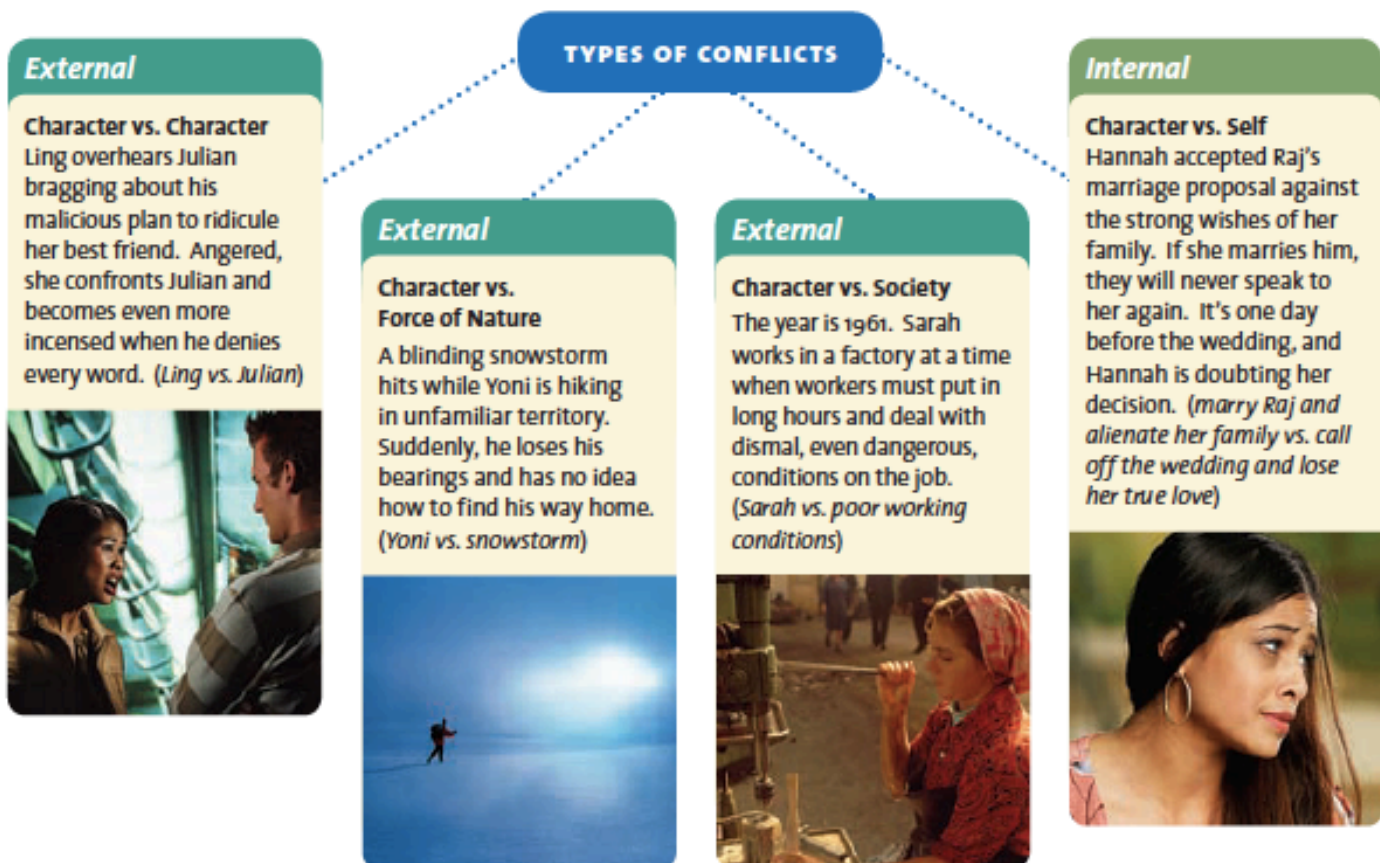 TYPES OF CONFLICTS
External
Character vs. Character
Ling overhears Julian
bragging about his
malicious plan to ridicule
her best friend. Angered,
she confronts Julian and
becomes even more
incensed when he denies
every word. (Ling vs. Julian)
External
Character vs.
Force of Nature
A blinding snowstorm
hits while Yoni is hiking
in unfamiliar territory.
Suddenly, he loses his
bearings and has no idea
how to find his way home.
(Yoni vs. snowstorm)
External
Character vs. Society
The year is 1961. Sarah
works in a factory at a time
when workers must put in
long hours and deal with
dismal, even dangerous,
conditions on the job.
(Sarah vs. poor working
conditions)
Internal
Character vs. Self
Hannah accepted Raj's
marriage proposal against
the strong wishes of her
family. If she marries him,
they will never speak to
her again. It's one day
before the wedding, and
Hannah is doubting her
decision. (marry Raj and
alienate her family vs. call
off the wedding and lose
her true love)